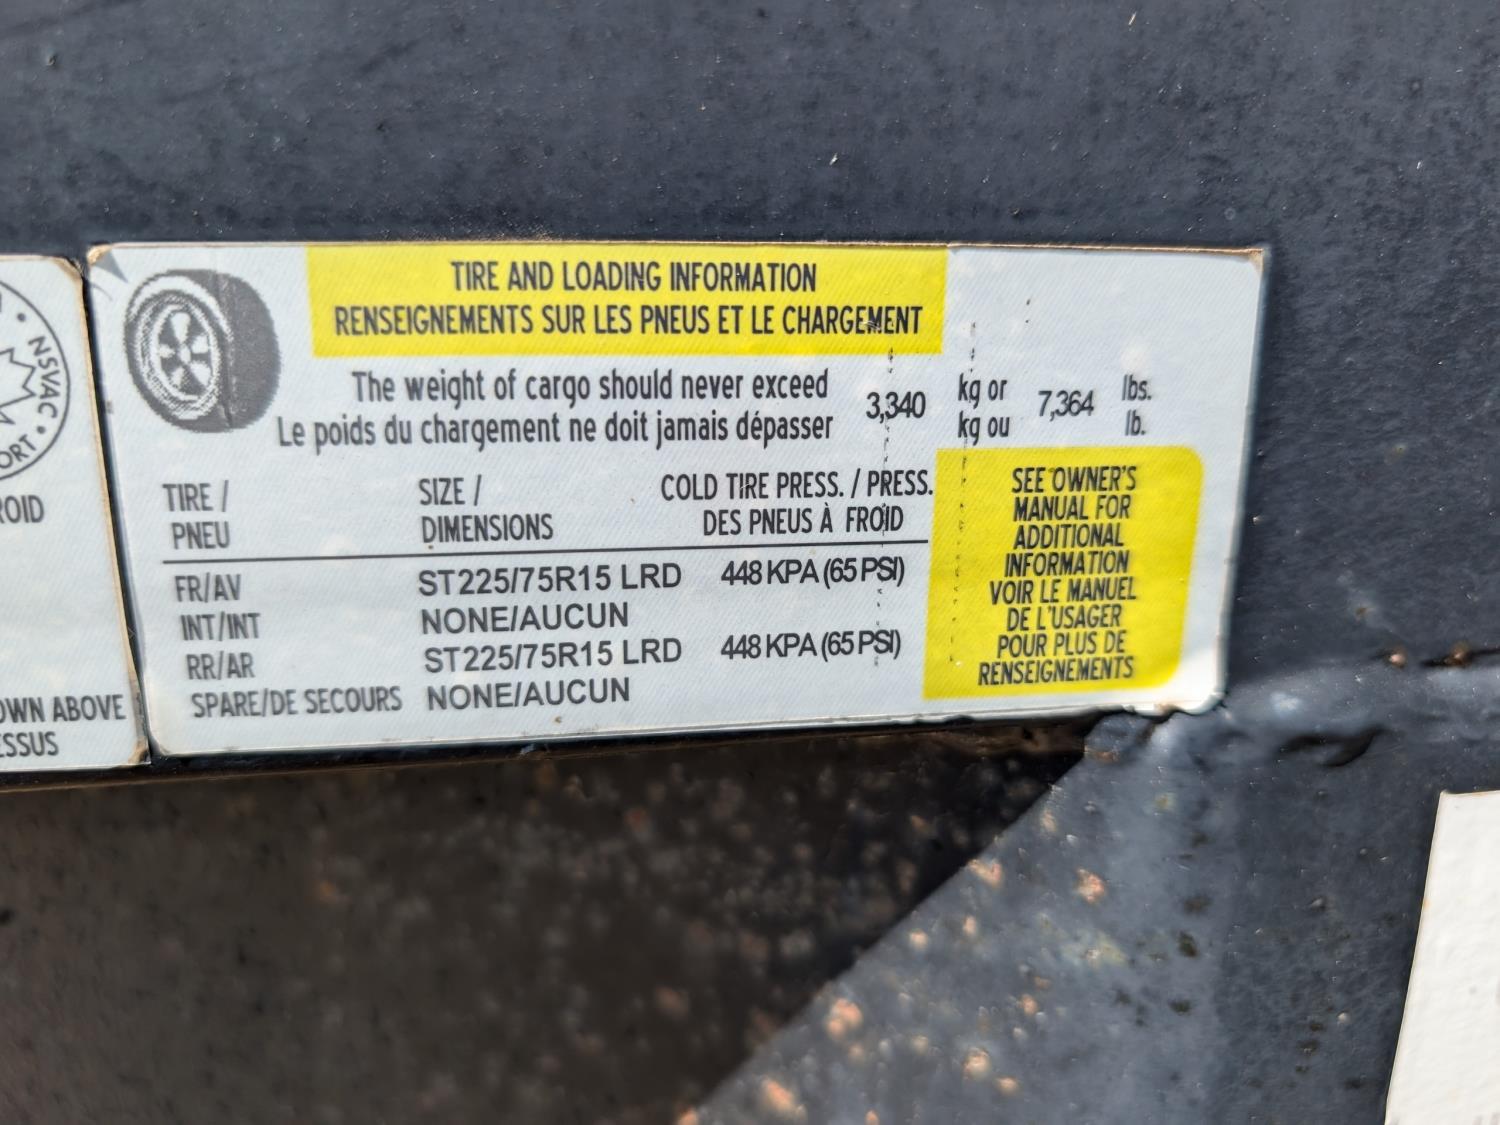 TIRE AND LOADING INFORMATION
RENSEIGNEMENTS SUR LES PNEUS ET LE CHARGEMENT
The weight of cargo should never exceed
Le poids du chargement ne doit jamais dépasser
3,340
kg or
kg ou
7,364
lbs.
lb.
TIRE /
PNEU
SIZE /
DIMENSIONS
COLD TIRE PRESS. / PRESS.
DES PNEUS À FROID
FR/AV ST225/75R15 LRD 448 KPA (65 PSI)
INT/INT NONE/AUCUN
RR/AR ST225/75R15 LRD 448 KPA (65 PSI)
SPARE/DE SECOURS NONE/AUCUN
SEE OWNER'S
MANUAL FOR
ADDITIONAL
INFORMATION
VOIR LE MANUEL
DE L'USAGER
POUR PLUS DE
RENSEIGNEMENTS
NSVAC
ORT
OID
OWN ABOVE
ESSUS